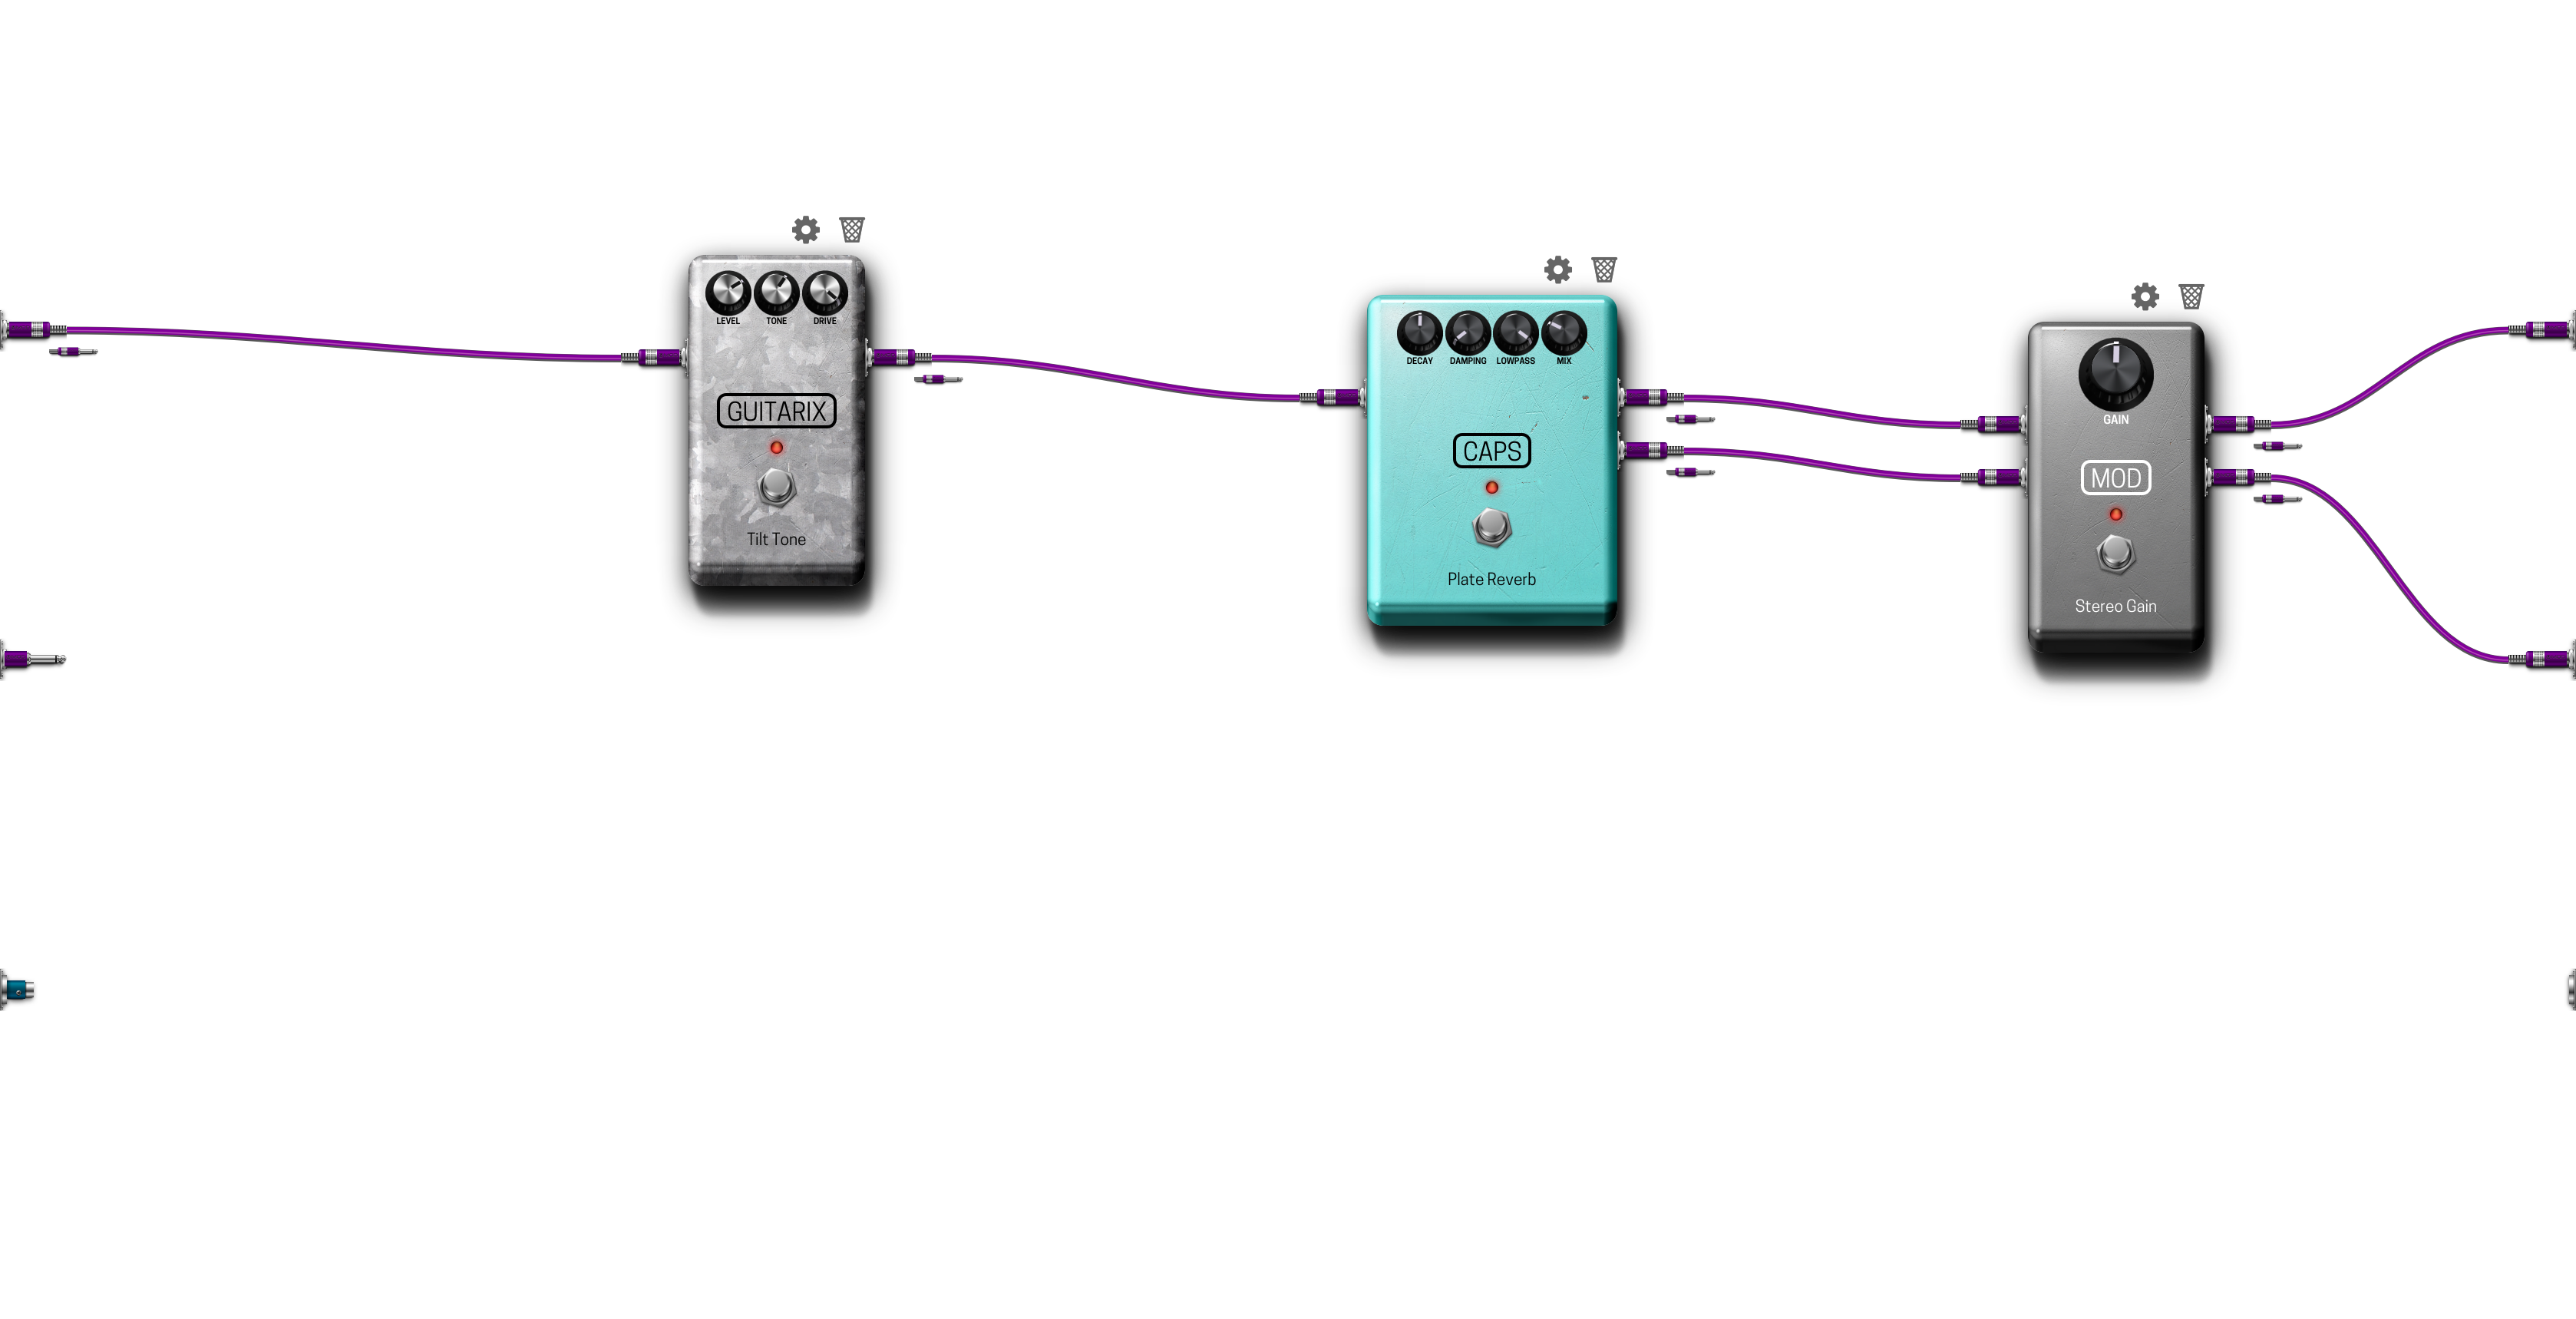 LEVEL TONE DRIVE
GUITARIX
Tilt Tone
DECAY DAMPING LOWPASS MIX
CAPS
Plate Reverb
GAIN
MOD
Stereo Gain